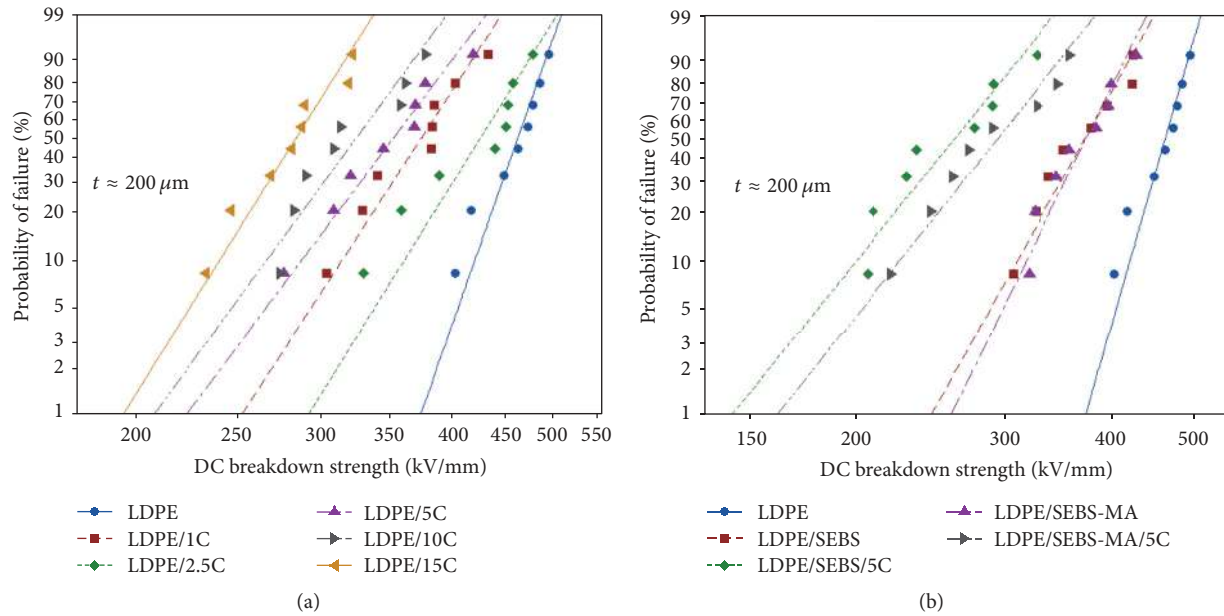 99
90
80
70
60
50
40
30
20
10
5
3
2
1
Probability of failure (%)
t ≈ 200 μm
200 250 300 350 400 450 500 550
DC breakdown strength (kV/mm)
LDPE
LDPE/1C
LDPE/2.5C
LDPE/5C
LDPE/10C
LDPE/15C
(a)
99
90
80
70
60
50
40
30
20
10
5
3
2
1
Probability of failure (%)
t ≈ 200 μm
150 200 300 400 500
DC breakdown strength (kV/mm)
LDPE
LDPE/SEBS
LDPE/SEBS/5C
LDPE/SEBS-MA
LDPE/SEBS-MA/5C
(b)